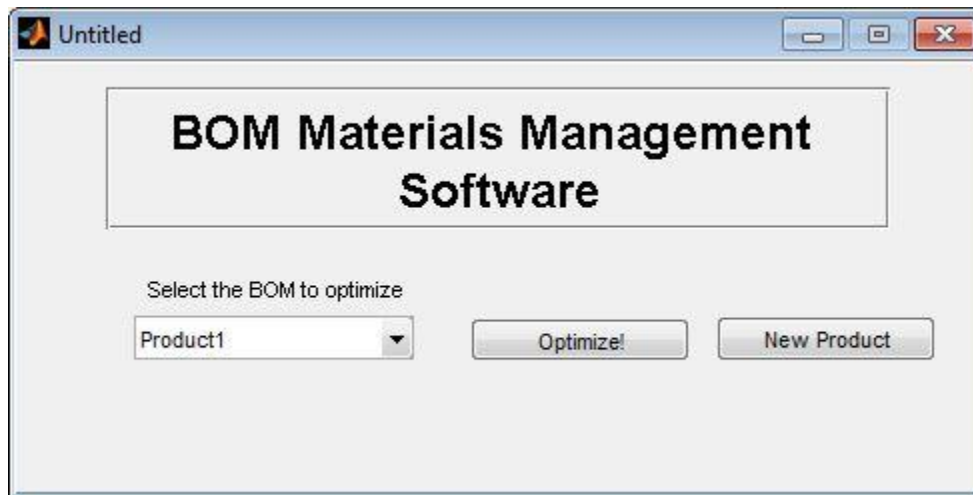 Untitled
BOM Materials Management
Software
Select the BOM to optimize
Product1
Optimize!
New Product